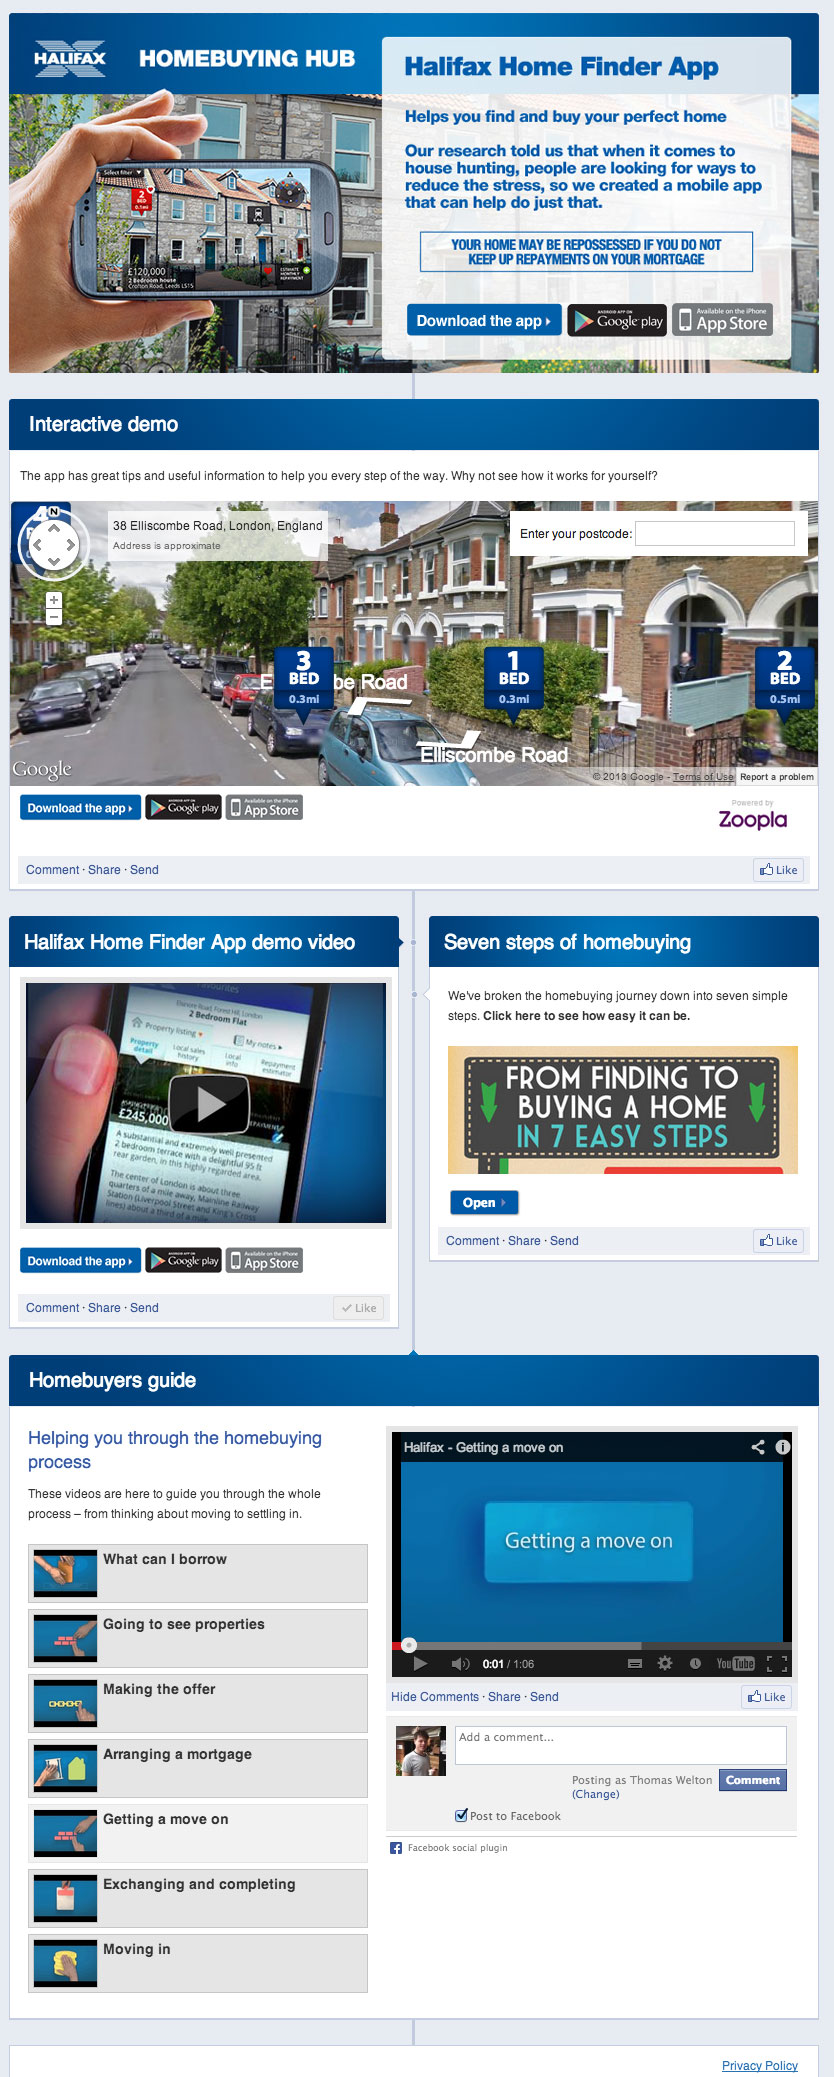 HALIFAX
HOMEBUYING HUB
Halifax Home Finder App
Helps you find and buy your perfect home
Our research told us that when it comes to
house hunting, people are looking for ways to
reduce the stress, so we created a mobile app
that can help do just that.
YOUR HOME MAY BE REPOSSESSED IF YOU DO NOT
KEEP UP REPAYMENTS ON YOUR MORTGAGE
Select filter
2
BED
0.1mi
£120,000
2 Bedroom house
Crofton Road, Leeds LS15
ESTIMATE
MONTHLY
REPAYMENT
Download the app
ANDROID APP ON
Google play
Available on the iPhone
App Store
Interactive demo
The app has great tips and useful information to help you every step of the way. Why not see how it works for yourself?
N
38 Elliscombe Road, London, England
Address is approximate
Enter your postcode:
3
BED
0.3mi
1
BED
0.3mi
2
BED
0.5mi
be Road
Elliscombe Road
Google
© 2013 Google - Terms of Use
Report a problem
Download the app
ANDROID APP ON
Google play
Available on the iPhone
App Store
Powered by
Zoopla
Comment · Share · Send
Like
Halifax Home Finder App demo video
Favourites
Elsinore Road, Forest Hill, London
2 Bedroom Flat
Property listing
My notes
Property
detail
Local sales
history
Local
info
Repayment
estimator
£245,000
A substantial and extremely well presented
2 bedroom terrace with a delightful 95 ft
rear garden, in this highly regarded area.
The center of London is about three
quarters of a mile away, Mainline Railway
Station (Liverpool Street and King's Cross
lines) about a third of a mile
Download the app
ANDROID APP ON
Google play
Available on the iPhone
App Store
Comment · Share · Send
Like
Seven steps of homebuying
We've broken the homebuying journey down into seven simple
steps. Click here to see how easy it can be.
FROM FINDING TO
BUYING A HOME
IN 7 EASY STEPS
Open
Comment · Share · Send
Like
Homebuyers guide
Helping you through the homebuying
process
These videos are here to guide you through the whole
process – from thinking about moving to settling in.
What can I borrow
Going to see properties
Making the offer
Arranging a mortgage
Getting a move on
Exchanging and completing
Moving in
Halifax - Getting a move on
Getting a move on
0:01 / 1:06
YouTube
Hide Comments · Share · Send
Like
Add a comment...
Posting as Thomas Welton
(Change)
Comment
Post to Facebook
Facebook social plugin
Privacy Policy